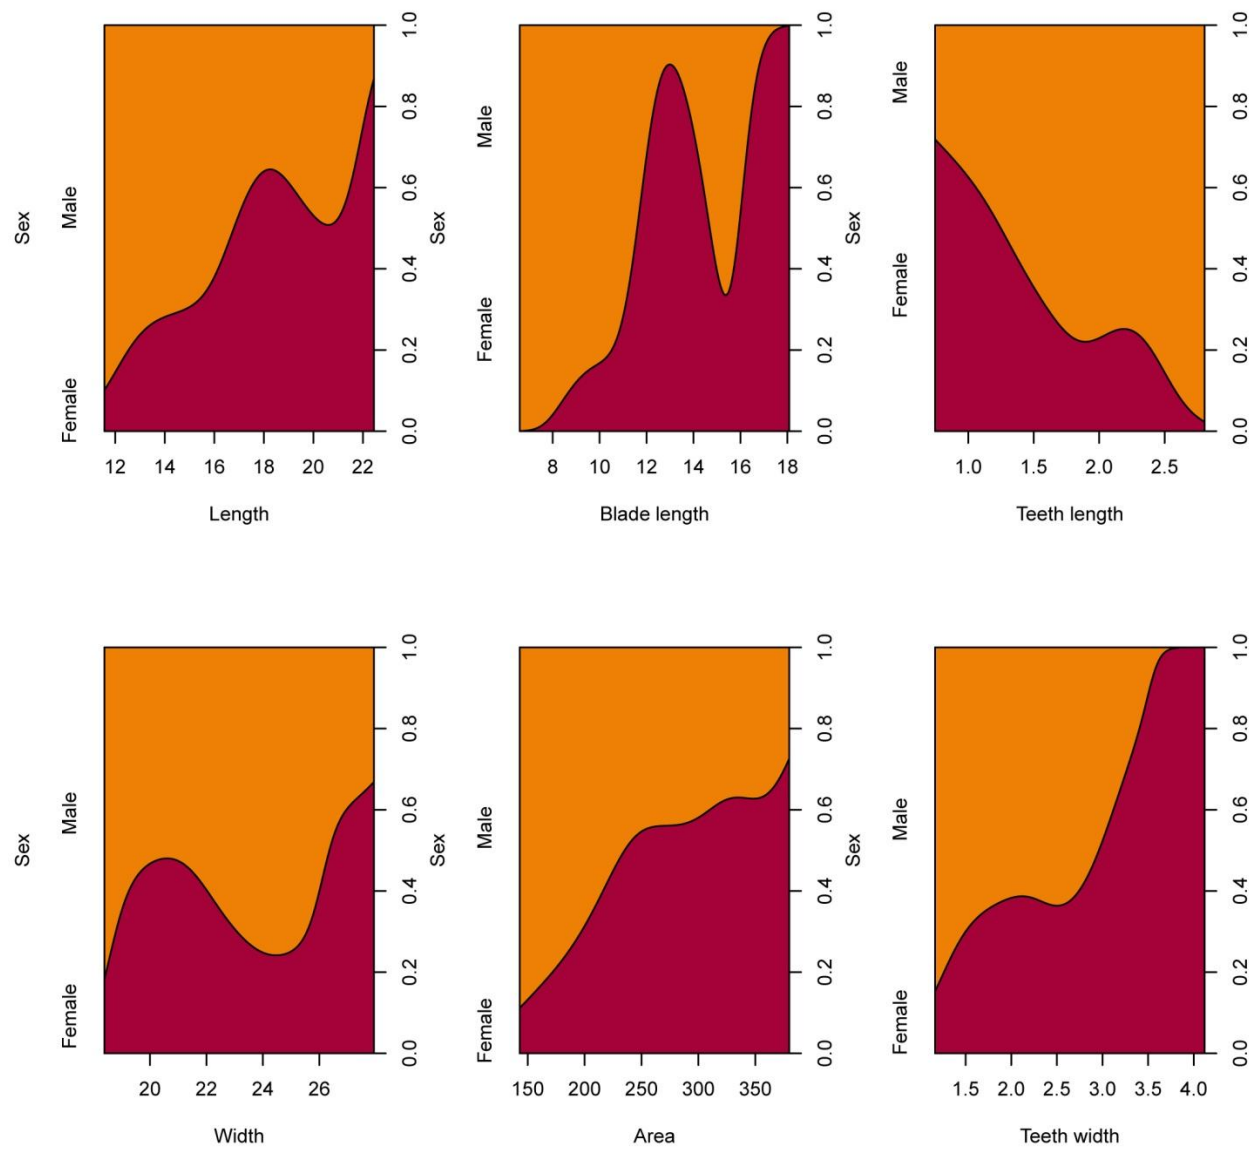 Sex
Female Male
0.0 0.2 0.4 0.6 0.8 1.0
12 14 16 18 20 22
Length
Sex
Female Male
0.0 0.2 0.4 0.6 0.8 1.0
8 10 12 14 16 18
Blade length
Sex
Female Male
0.0 0.2 0.4 0.6 0.8 1.0
1.0 1.5 2.0 2.5
Teeth length
Sex
Female Male
0.0 0.2 0.4 0.6 0.8 1.0
20 22 24 26
Width
Sex
Female Male
0.0 0.2 0.4 0.6 0.8 1.0
150 200 250 300 350
Area
Sex
Female Male
0.0 0.2 0.4 0.6 0.8 1.0
1.5 2.0 2.5 3.0 3.5 4.0
Teeth width